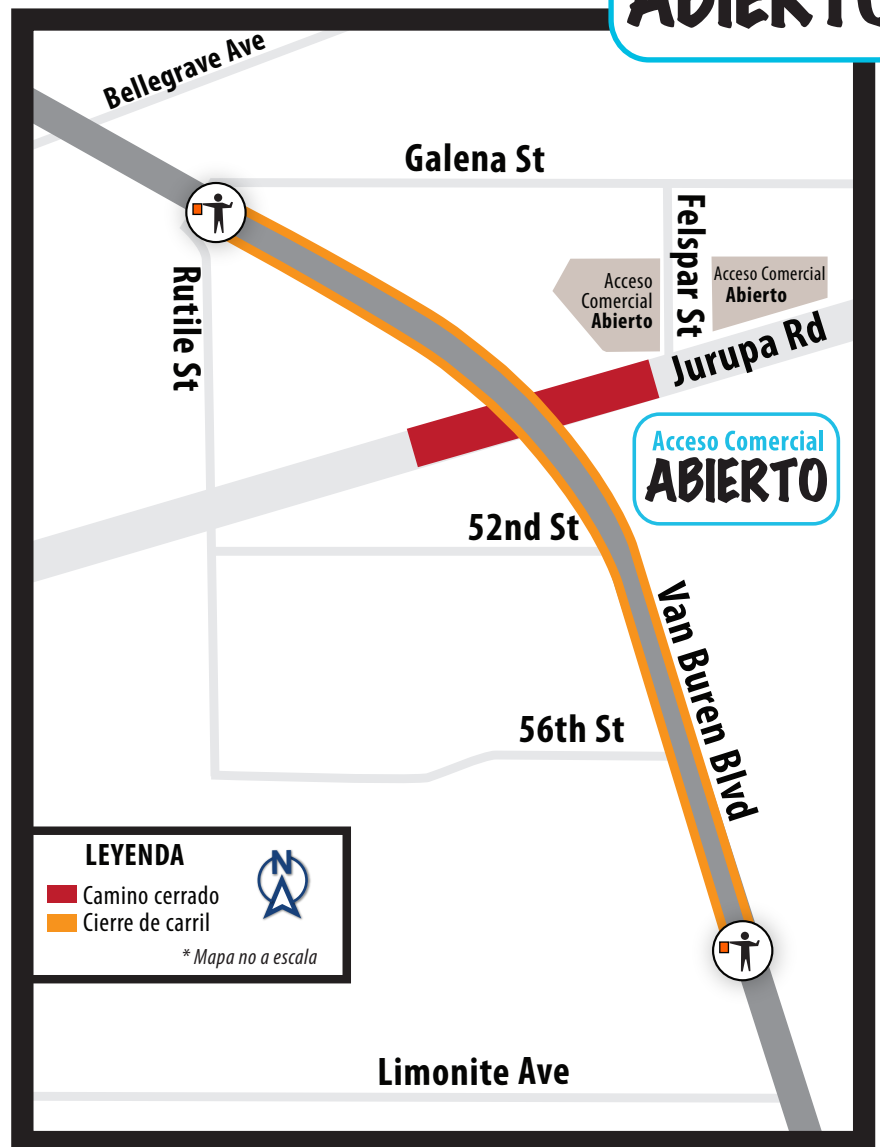 ABIERTO
Bellegrave Ave
Galena St
Felspar St
Rutile St
Acceso
Comercial
Abierto
Acceso Comercial
Abierto
Jurupa Rd
Acceso Comercial
ABIERTO
52nd St
Van Buren Blvd
56th St
LEYENDA
N
Camino cerrado
Cierre de carril
* Mapa no a escala
Limonite Ave